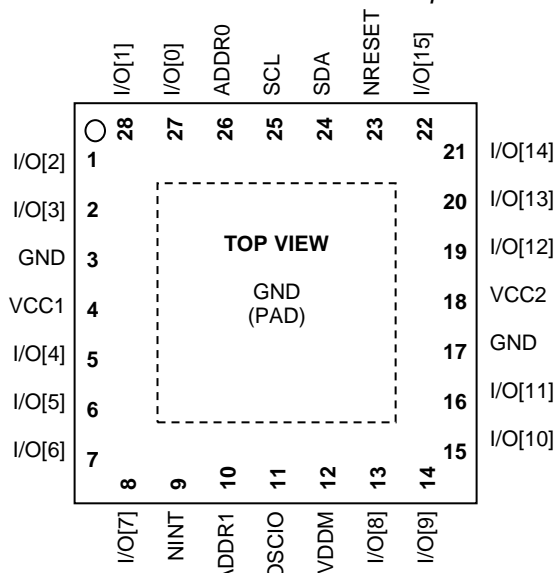 I/O[1]
I/O[0]
ADDR0
SCL
SDA
NRESET
I/O[15]
28
27
26
25
24
23
22
I/O[2] 1
I/O[3] 2
GND 3
VCC1 4
I/O[4] 5
I/O[5] 6
I/O[6] 7
TOP VIEW
GND
(PAD)
21 I/O[14]
20 I/O[13]
19 I/O[12]
18 VCC2
17 GND
16 I/O[11]
15 I/O[10]
8
9
10
11
12
13
14
I/O[7]
NINT
ADDR1
OSCIO
VDDM
I/O[8]
I/O[9]